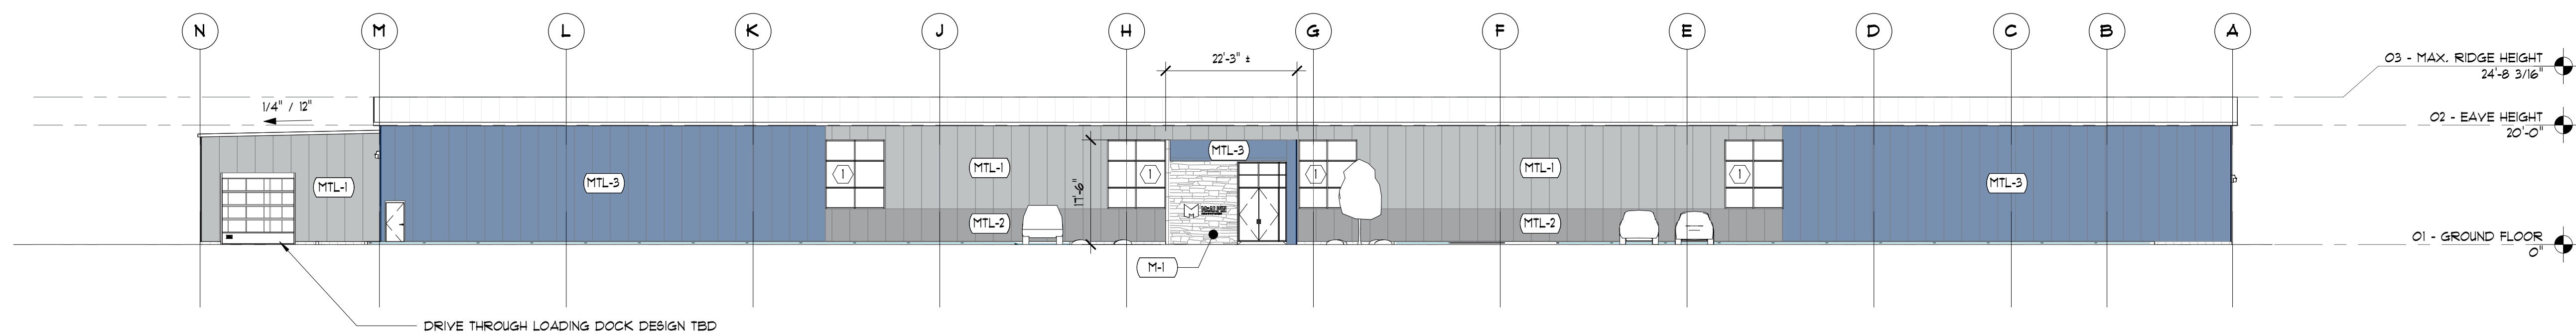 N M L K J H G F E D C B A
22'-3" ±
03 - MAX. RIDGE HEIGHT
24'-8 3/16"
1/4" / 12"
02 - EAVE HEIGHT
20'-0"
MTL-3
MTL-1 MTL-1
1 1 1 1
MTL-1 MTL-3 MTL-3
17'-6"
MTL-2 MTL-2
01 - GROUND FLOOR
0"
M-1
DRIVE THROUGH LOADING DOCK DESIGN TBD